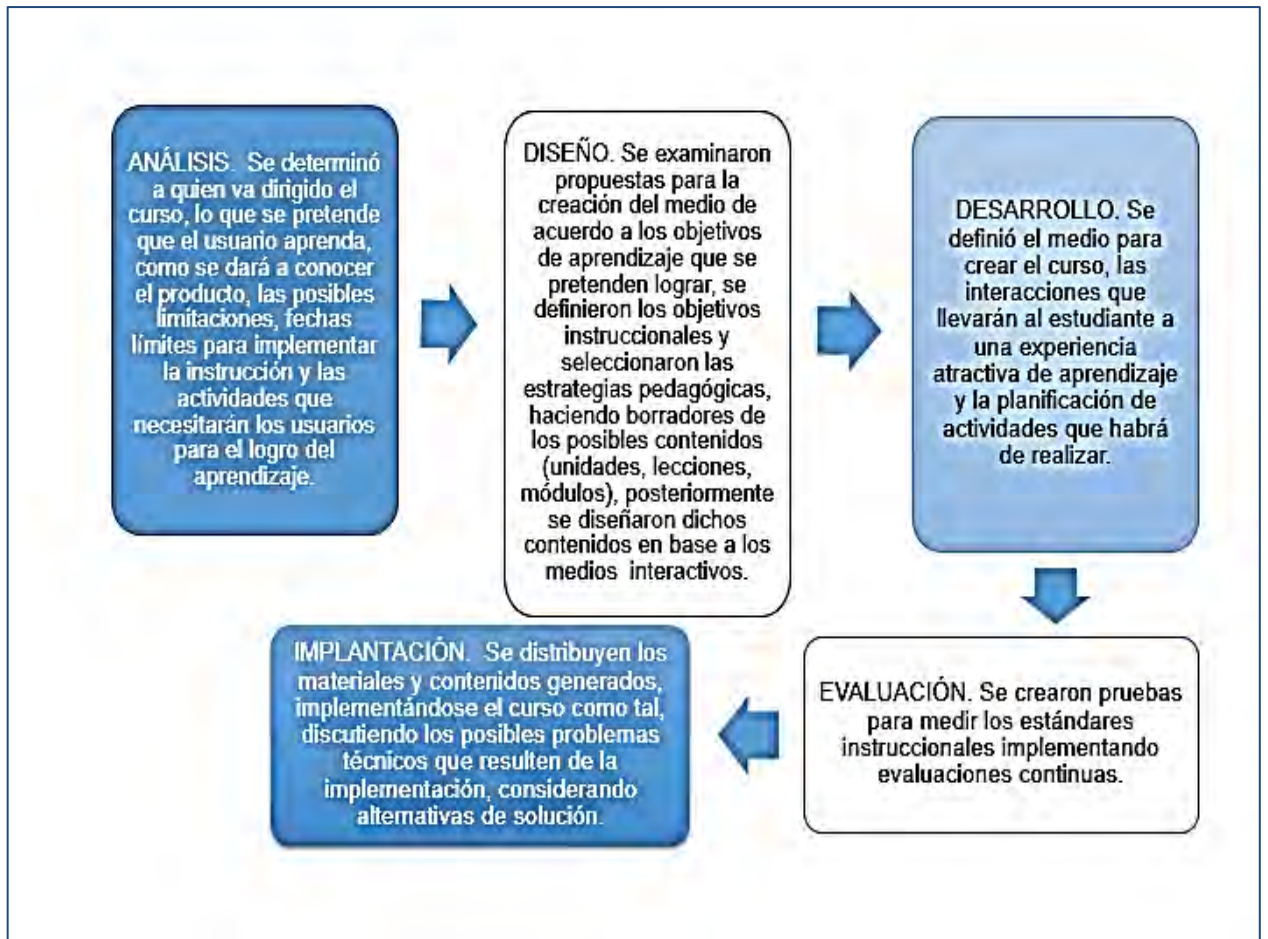 ANÁLISIS. Se determinó
a quien va dirigido el
curso, lo que se pretende
que el usuario aprenda,
como se dará a conocer
el producto, las posibles
limitaciones, fechas
límites para implementar
la instrucción y las
actividades que
necesitarán los usuarios
para el logro del
aprendizaje.
DISEÑO. Se examinaron
propuestas para la
creación del medio de
acuerdo a los objetivos
de aprendizaje que se
pretenden lograr, se
definieron los objetivos
instruccionales y
seleccionaron las
estrategias pedagógicas,
haciendo borradores de
los posibles contenidos
(unidades, lecciones,
módulos), posteriormente
se diseñaron dichos
contenidos en base a los
medios interactivos.
DESARROLLO. Se
definió el medio para
crear el curso, las
interacciones que
llevarán al estudiante a
una experiencia
atractiva de aprendizaje
y la planificación de
actividades que habrá
de realizar.
EVALUACIÓN. Se crearon pruebas
para medir los estándares
instruccionales implementando
evaluaciones continuas.
IMPLANTACIÓN. Se distribuyen los
materiales y contenidos generados,
implementándose el curso como tal,
discutiendo los posibles problemas
técnicos que resulten de la
implementación, considerando
alternativas de solución.